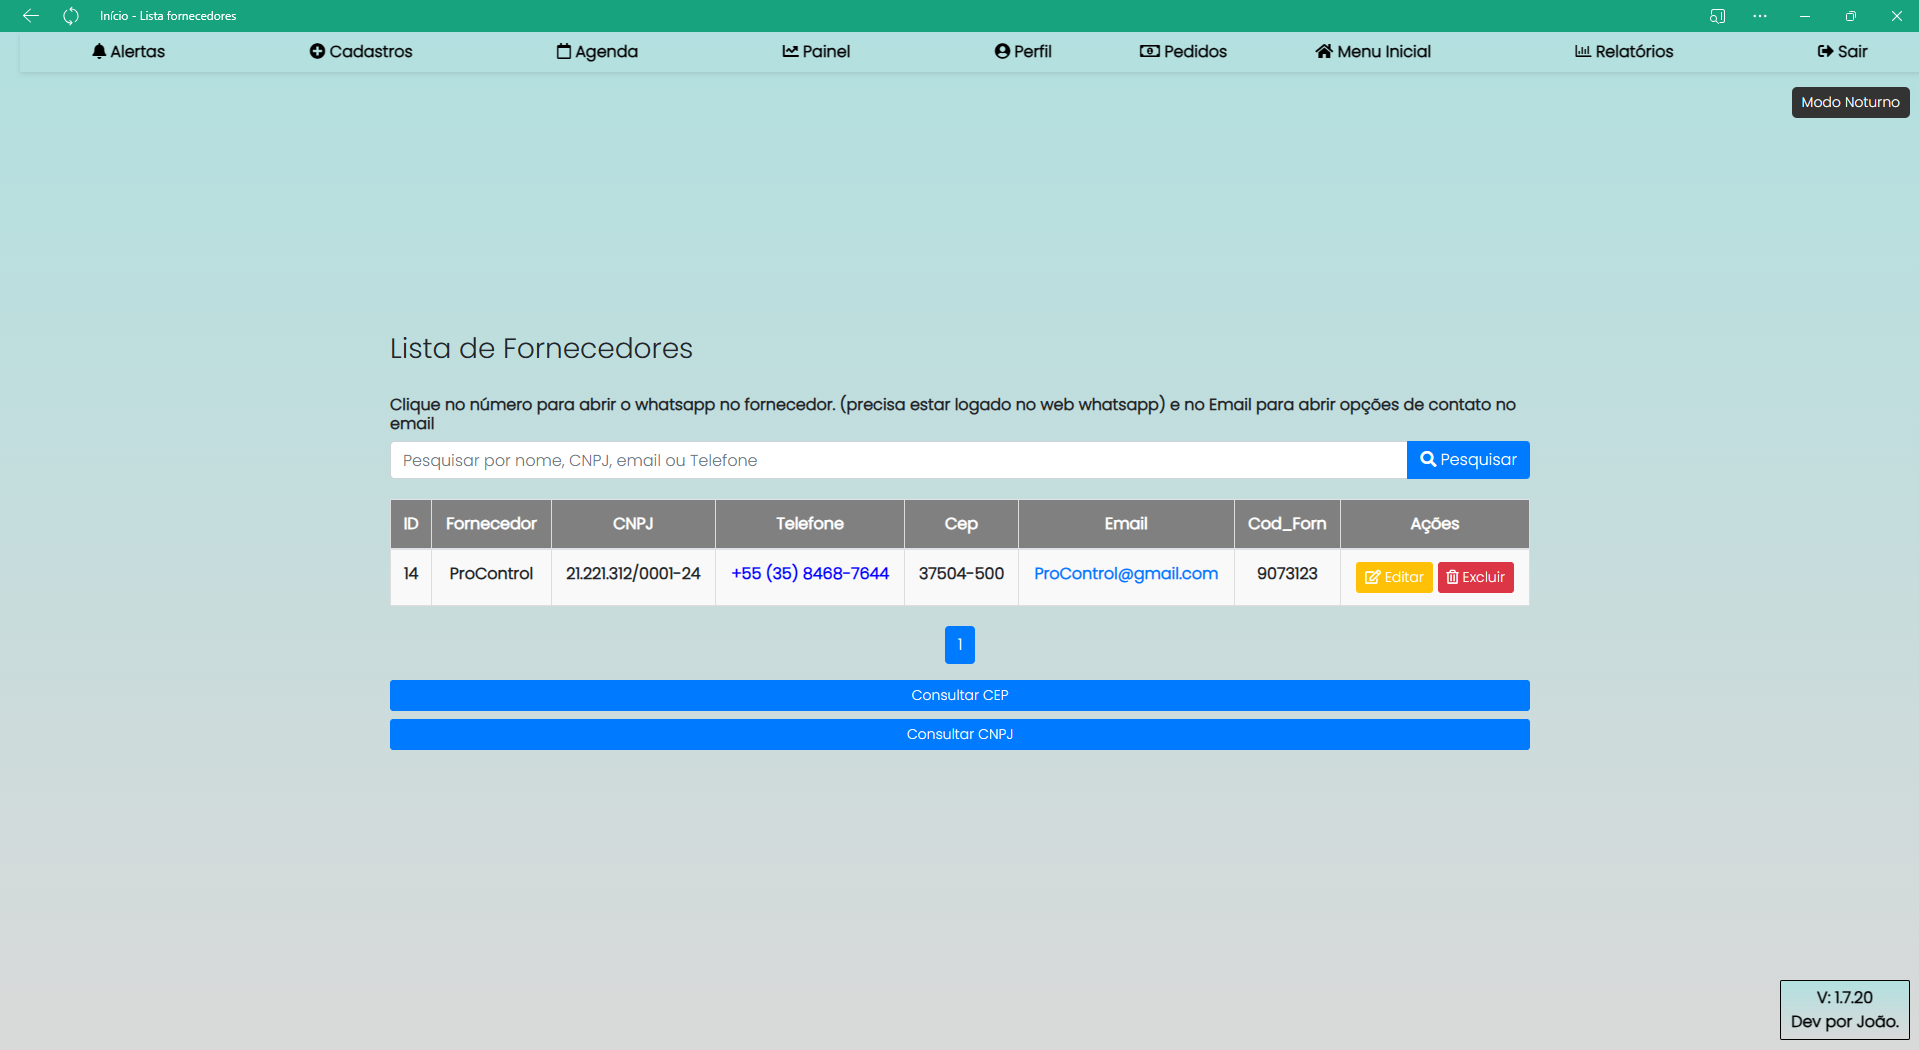 Início - Lista fornecedores
Alertas Cadastros Agenda Painel Perfil Pedidos Menu Inicial Relatórios Sair
Modo Noturno
Lista de Fornecedores
Clique no número para abrir o whatsapp no fornecedor. (precisa estar logado no web whatsapp) e no Email para abrir opções de contato no
email
Pesquisar por nome, CNPJ, email ou Telefone Pesquisar
ID Fornecedor CNPJ Telefone Cep Email Cod_Forn Ações
14 ProControl 21.221.312/0001-24 +55 (35) 8468-7644 37504-500 ProControl@gmail.com 9073123 Editar Excluir
1
Consultar CEP
Consultar CNPJ
V: 1.7.20
Dev por João.